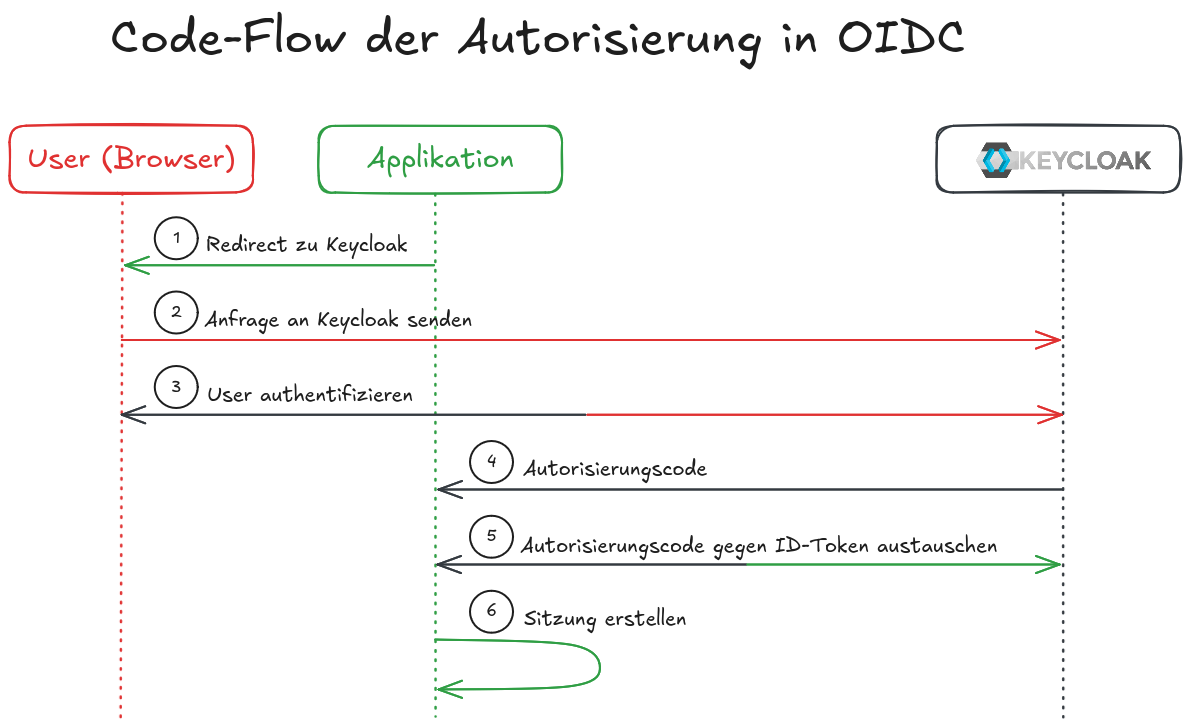 Code-Flow der Autorisierung in OIDC
User (Browser)
Applikation
KEYCLOAK
1 Redirect zu Keycloak
2 Anfrage an Keycloak senden
3 User authentifizieren
4 Autorisierungscode
5 Autorisierungscode gegen ID-Token austauschen
6 Sitzung erstellen